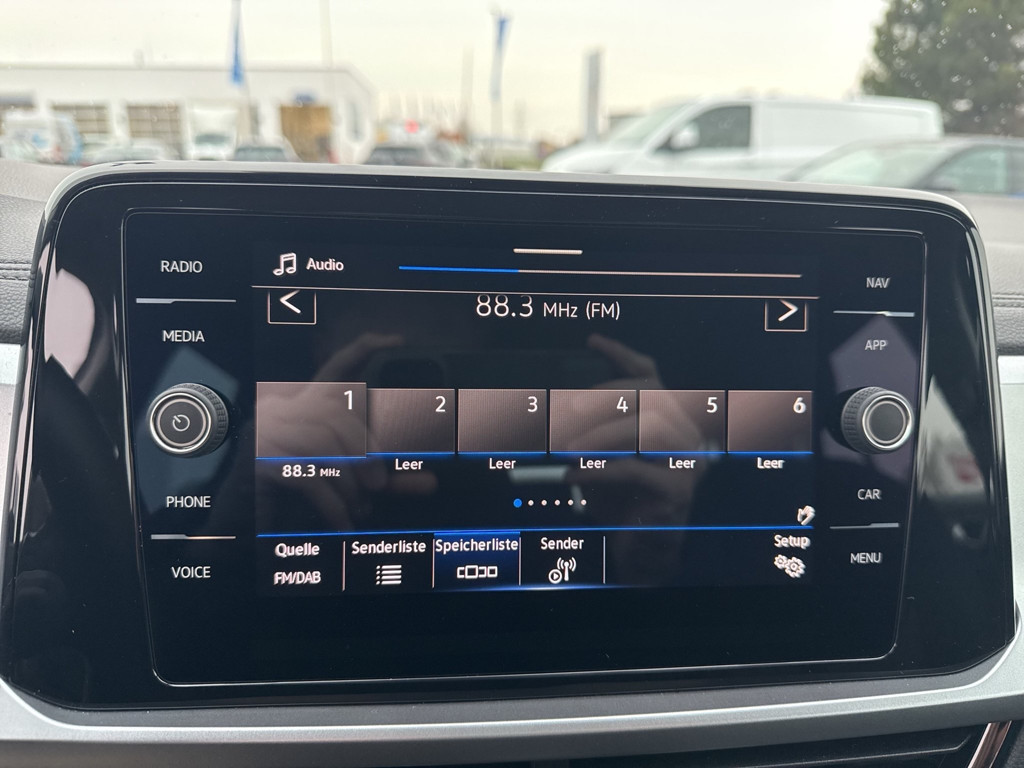 RADIO
MEDIA
PHONE
VOICE
Audio
88.3 MHz (FM)
1 2 3 4 5 6
88.3 MHz Leer Leer Leer Leer Leer
Quelle Senderliste Speicherliste Sender Setup
FM/DAB
NAV
APP
CAR
MENU